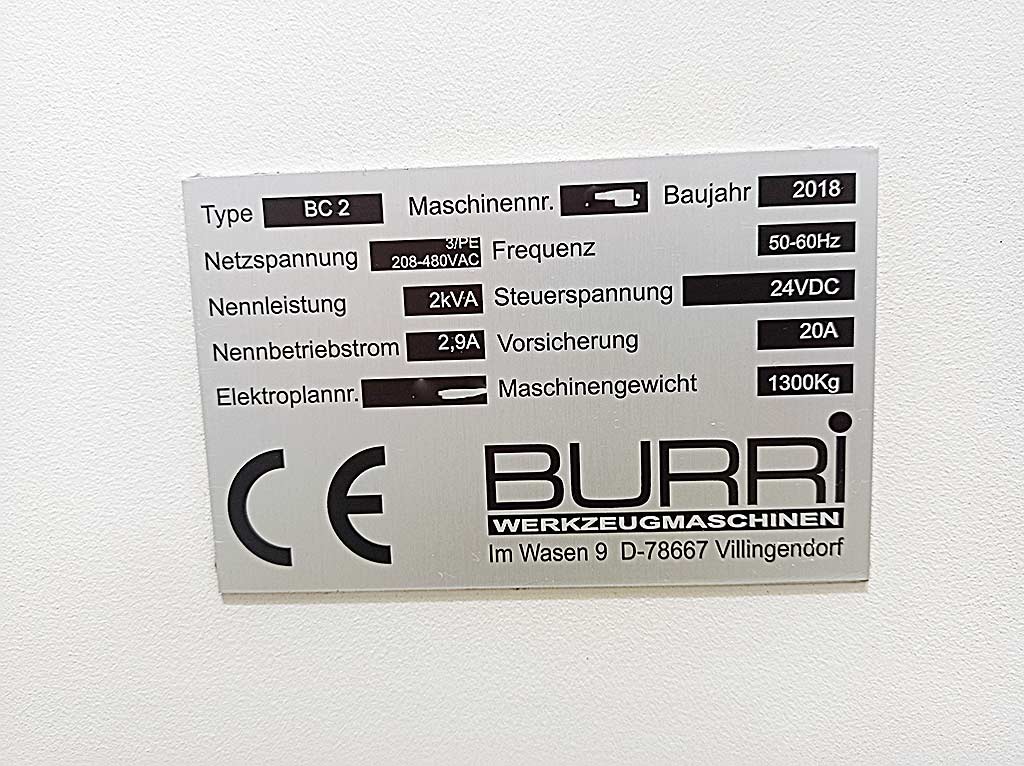 Type BC 2 Maschinennr. Baujahr 2018
Netzspannung 3/PE 208-480VAC Frequenz 50-60Hz
Nennleistung 2kVA Steuerspannung 24VDC
Nennbetriebstrom 2,9A Vorsicherung 20A
Elektroplannr. Maschinengewicht 1300Kg
CE
BURRi
WERKZEUGMASCHINEN
Im Wasen 9 D-78667 Villingendorf